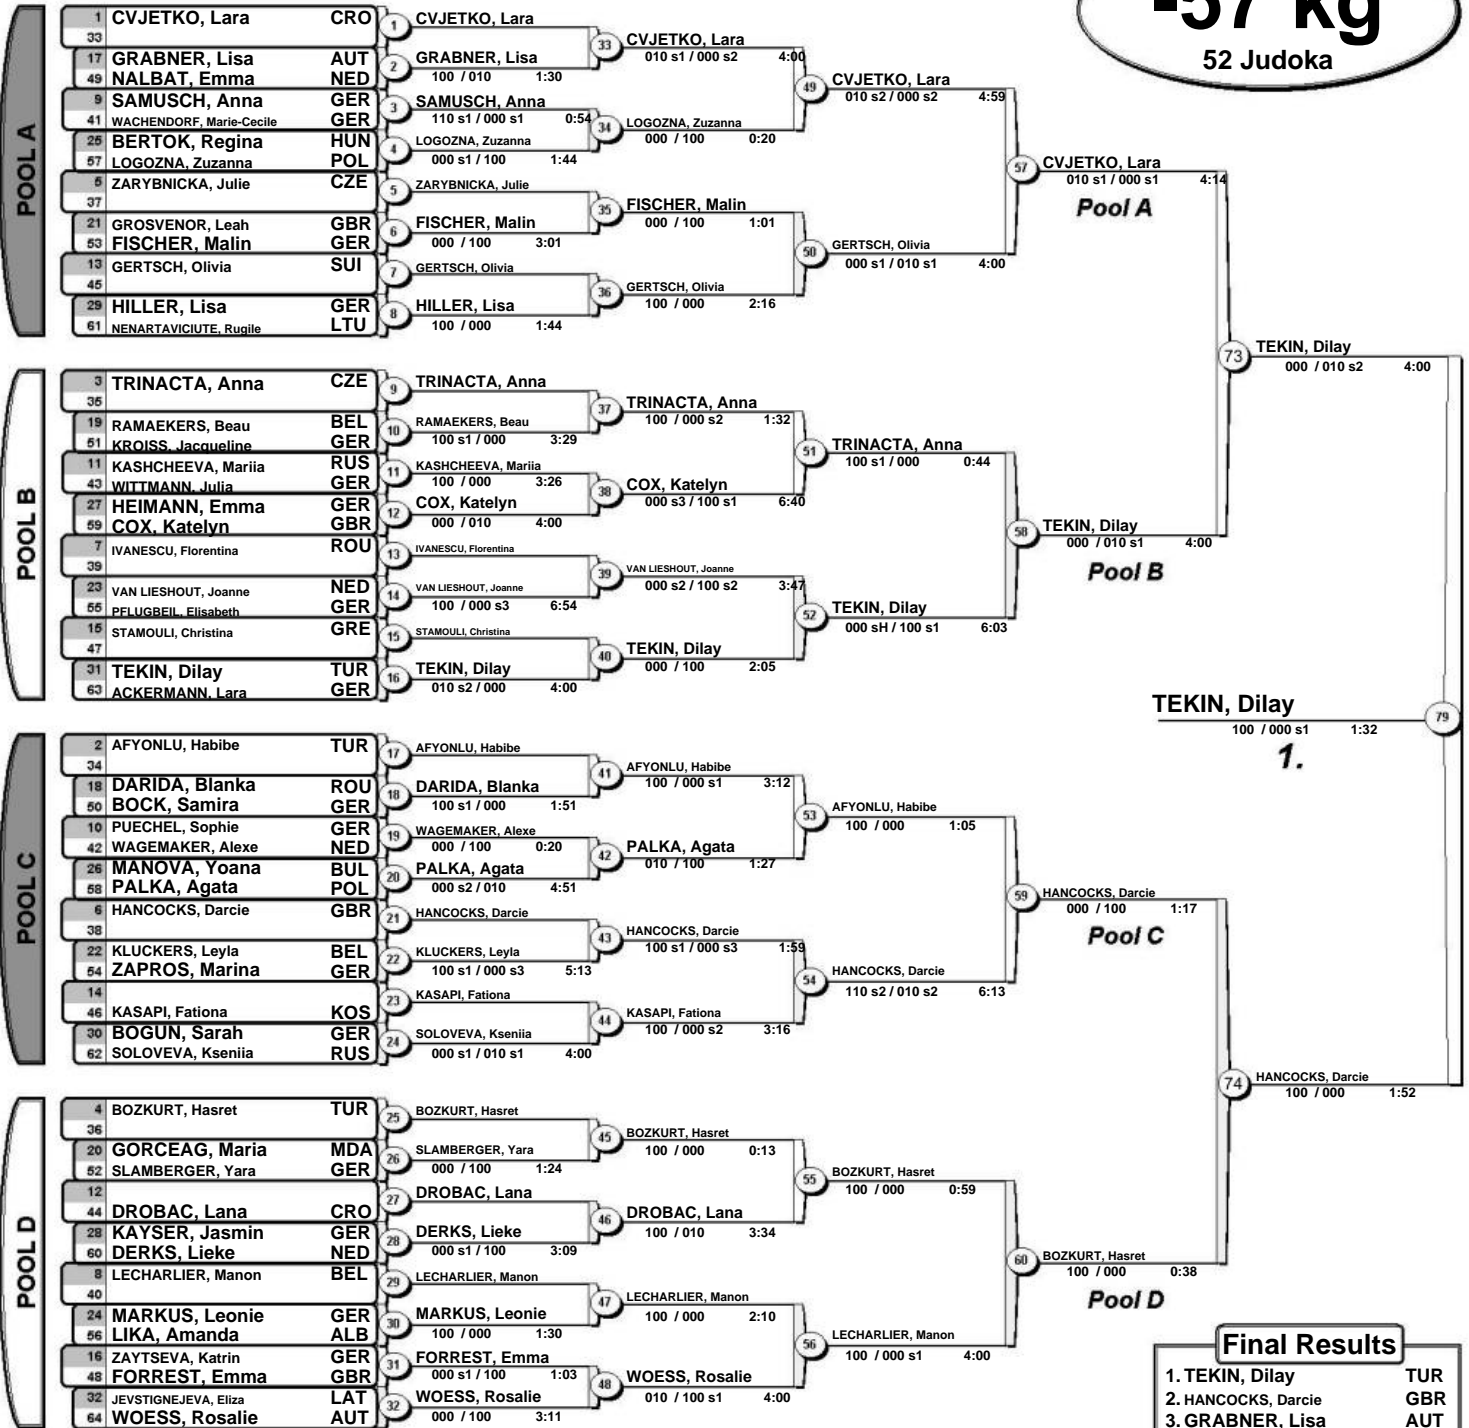 -57 kg
52 Judoka
POOL A
1 CVJETKO, Lara CRO
33
17 GRABNER, Lisa AUT
49 NALBAT, Emma NED
9 SAMUSCH, Anna GER
41 WACHENDORF, Marie-Cecile GER
25 BERTOK, Regina HUN
57 LOGOZNA, Zuzanna POL
5 ZARYBNICKA, Julie CZE
37
21 GROSVENOR, Leah GBR
53 FISCHER, Malin GER
13 GERTSCH, Olivia SUI
45
29 HILLER, Lisa GER
61 NENARTAVICIUTE, Rugile LTU
1 CVJETKO, Lara
2 GRABNER, Lisa
100 / 010 1:30
3 SAMUSCH, Anna
110 s1 / 000 s1 0:54
4 LOGOZNA, Zuzanna
000 s1 / 100 1:44
5 ZARYBNICKA, Julie
6 FISCHER, Malin
000 / 100 3:01
7 GERTSCH, Olivia
8 HILLER, Lisa
100 / 000 1:44
33 CVJETKO, Lara
010 s1 / 000 s2 4:00
34 LOGOZNA, Zuzanna
000 / 100 0:20
35 FISCHER, Malin
000 / 100 1:01
36 GERTSCH, Olivia
100 / 000 2:16
49 CVJETKO, Lara
010 s2 / 000 s2 4:59
50 GERTSCH, Olivia
000 s1 / 010 s1 4:00
57 CVJETKO, Lara
010 s1 / 000 s1 4:14
Pool A
POOL B
3 TRINACTA, Anna CZE
35
19 RAMAEKERS, Beau BEL
51 KROISS, Jacqueline GER
11 KASHCHEEVA, Mariia RUS
43 WITTMANN, Julia GER
27 HEIMANN, Emma GER
59 COX, Katelyn GBR
7 IVANESCU, Florentina ROU
39
23 VAN LIESHOUT, Joanne NED
55 PFLUGBEIL, Elisabeth GER
15 STAMOULI, Christina GRE
47
31 TEKIN, Dilay TUR
63 ACKERMANN, Lara GER
9 TRINACTA, Anna
10 RAMAEKERS, Beau
100 s1 / 000 3:29
11 KASHCHEEVA, Mariia
100 / 000 3:26
12 COX, Katelyn
000 / 010 4:00
13 IVANESCU, Florentina
14 VAN LIESHOUT, Joanne
100 / 000 s3 6:54
15 STAMOULI, Christina
16 TEKIN, Dilay
010 s2 / 000 4:00
37 TRINACTA, Anna
100 / 000 s2 1:32
38 COX, Katelyn
000 s3 / 100 s1 6:40
39 VAN LIESHOUT, Joanne
000 s2 / 100 s2 3:47
40 TEKIN, Dilay
000 / 100 2:05
51 TRINACTA, Anna
100 s1 / 000 0:44
52 TEKIN, Dilay
000 sH / 100 s1 6:03
58 TEKIN, Dilay
000 / 010 s1 4:00
Pool B
73 TEKIN, Dilay
000 / 010 s2 4:00
TEKIN, Dilay 79
100 / 000 s1 1:32
1.
POOL C
2 AFYONLU, Habibe TUR
34
18 DARIDA, Blanka ROU
50 BOCK, Samira GER
10 PUECHEL, Sophie GER
42 WAGEMAKER, Alexe NED
26 MANOVA, Yoana BUL
58 PALKA, Agata POL
6 HANCOCKS, Darcie GBR
38
22 KLUCKERS, Leyla BEL
54 ZAPROS, Marina GER
14
46 KASAPI, Fationa KOS
30 BOGUN, Sarah GER
62 SOLOVEVA, Kseniia RUS
17 AFYONLU, Habibe
18 DARIDA, Blanka
100 s1 / 000 1:51
19 WAGEMAKER, Alexe
000 / 100 0:20
20 PALKA, Agata
000 s2 / 010 4:51
21 HANCOCKS, Darcie
22 KLUCKERS, Leyla
100 s1 / 000 s3 5:13
23 KASAPI, Fationa
24 SOLOVEVA, Kseniia
000 s1 / 010 s1 4:00
41 AFYONLU, Habibe
100 / 000 s1 3:12
42 PALKA, Agata
010 / 100 1:27
43 HANCOCKS, Darcie
100 s1 / 000 s3 1:59
44 KASAPI, Fationa
100 / 000 s2 3:16
53 AFYONLU, Habibe
100 / 000 1:05
54 HANCOCKS, Darcie
110 s2 / 010 s2 6:13
59 HANCOCKS, Darcie
000 / 100 1:17
Pool C
74 HANCOCKS, Darcie
100 / 000 1:52
POOL D
4 BOZKURT, Hasret TUR
36
20 GORCEAG, Maria MDA
52 SLAMBERGER, Yara GER
12
44 DROBAC, Lana CRO
28 KAYSER, Jasmin GER
60 DERKS, Lieke NED
8 LECHARLIER, Manon BEL
40
24 MARKUS, Leonie GER
56 LIKA, Amanda ALB
16 ZAYTSEVA, Katrin GER
48 FORREST, Emma GBR
32 JEVSTIGNEJEVA, Eliza LAT
64 WOESS, Rosalie AUT
25 BOZKURT, Hasret
26 SLAMBERGER, Yara
000 / 100 1:24
27 DROBAC, Lana
28 DERKS, Lieke
000 s1 / 100 3:09
29 LECHARLIER, Manon
30 MARKUS, Leonie
100 / 000 1:30
31 FORREST, Emma
000 s1 / 100 1:03
32 WOESS, Rosalie
000 / 100 3:11
45 BOZKURT, Hasret
100 / 000 0:13
46 DROBAC, Lana
100 / 010 3:34
47 LECHARLIER, Manon
100 / 000 2:10
48 WOESS, Rosalie
010 / 100 s1 4:00
55 BOZKURT, Hasret
100 / 000 0:59
56 LECHARLIER, Manon
100 / 000 s1 4:00
60 BOZKURT, Hasret
100 / 000 0:38
Pool D
Final Results
1. TEKIN, Dilay TUR
2. HANCOCKS, Darcie GBR
3. GRABNER, Lisa AUT